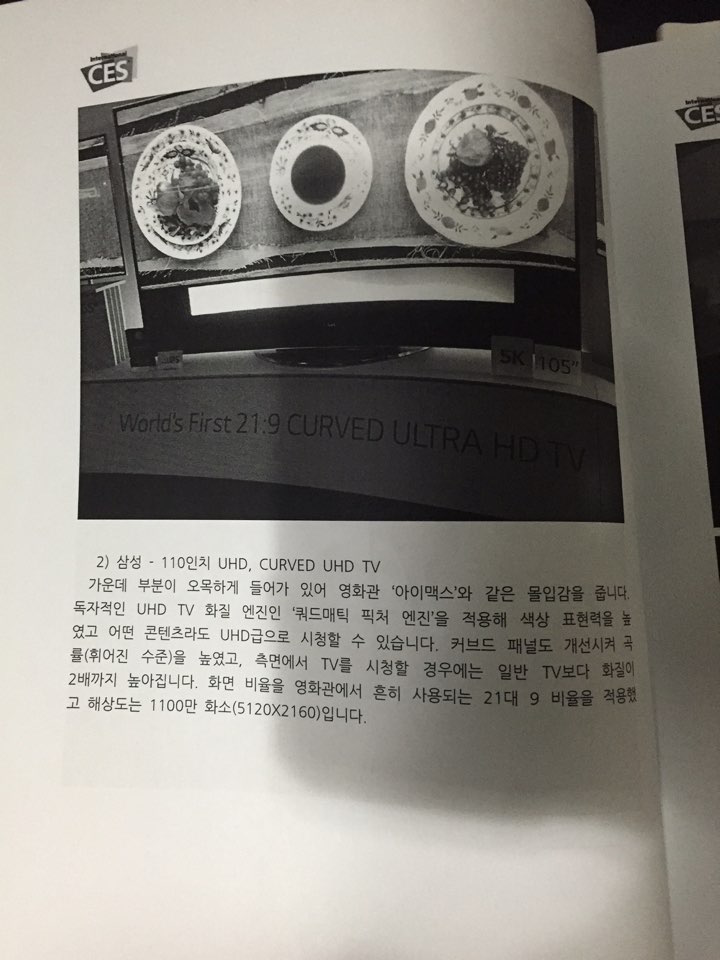 International
CES
5K 105"
World's First 21:9 CURVED ULTRA HD TV
2) 삼성 - 110인치 UHD, CURVED UHD TV
가운데 부분이 오목하게 들어가 있어 영화관 '아이맥스'와 같은 몰입감을 줍니다.
독자적인 UHD TV 화질 엔진인 '쿼드매틱 픽처 엔진'을 적용해 색상 표현력을 높
였고 어떤 콘텐츠라도 UHD급으로 시청할 수 있습니다. 커브드 패널도 개선시켜 곡
률(휘어진 수준)을 높였고, 측면에서 TV를 시청할 경우에는 일반 TV보다 화질이
2배까지 높아집니다. 화면 비율을 영화관에서 흔히 사용되는 21대 9 비율을 적용했
고 해상도는 1100만 화소(5120X2160)입니다.
International
CES